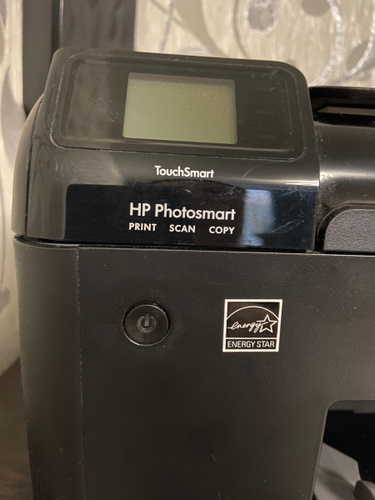 TouchSmart
HP Photosmart
PRINT SCAN COPY
energy
ENERGY STAR